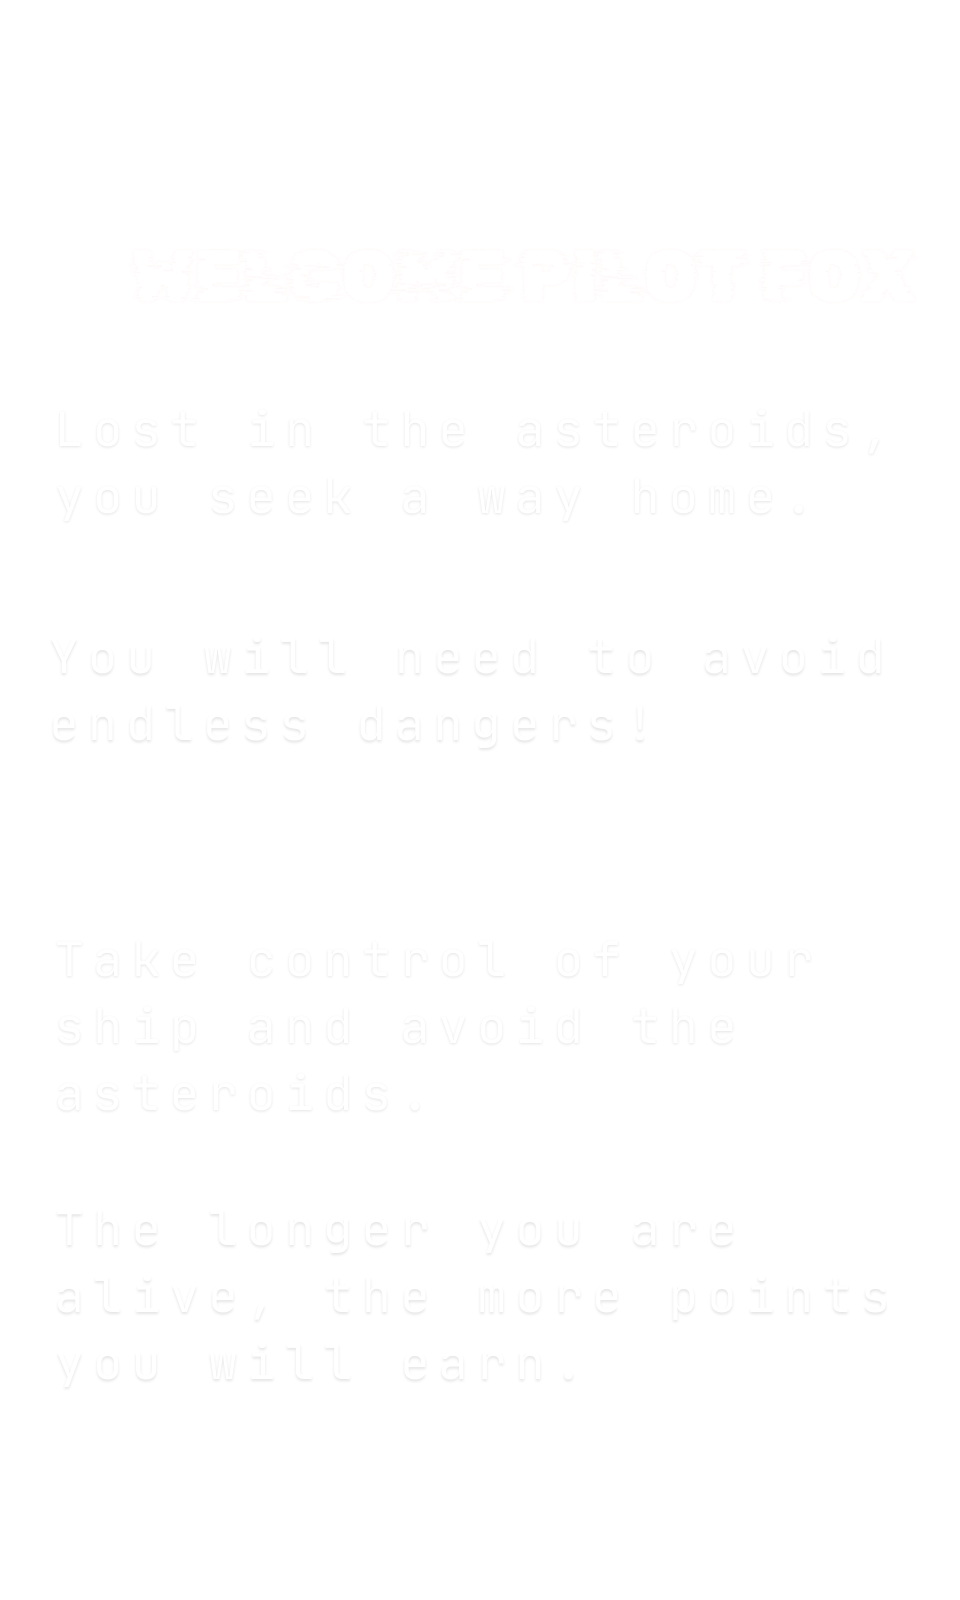 WELCOME PILOT FOX
Lost in the asteroids,
you seek a way home.
You will need to avoid
endless dangers!
Take control of your
ship and avoid the
asteroids.
The longer you are
alive, the more points
you will earn.